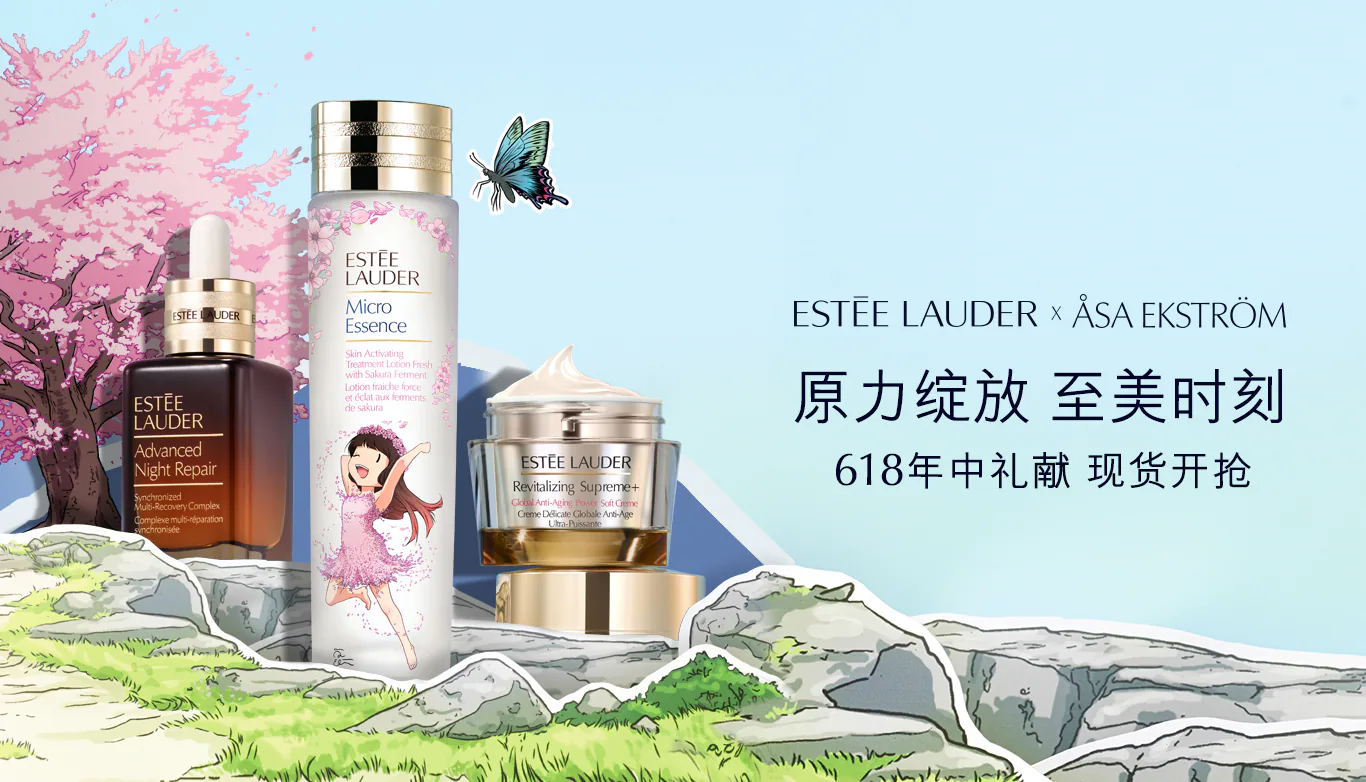 ESTĒE LAUDER
ESTĒE
LAUDER
Advanced
Night Repair
Synchronized
Multi-Recovery Complex
Complexe multi-réparation
synchronisée
ESTĒE
LAUDER
Micro
Essence
Skin Activating
Treatment Lotion Fresh
with Sakura Ferment
Lotion fraîche force
et éclat aux ferments
de sakura
ESTĒE LAUDER
Revitalizing Supreme+
Global Anti-Aging Power Soft Creme
Creme Délicate Globale Anti-Age
Ultra-Puissante
ESTĒE LAUDER x ÅSA EKSTRÖM
原力绽放 至美时刻
618年中礼献 现货开抢